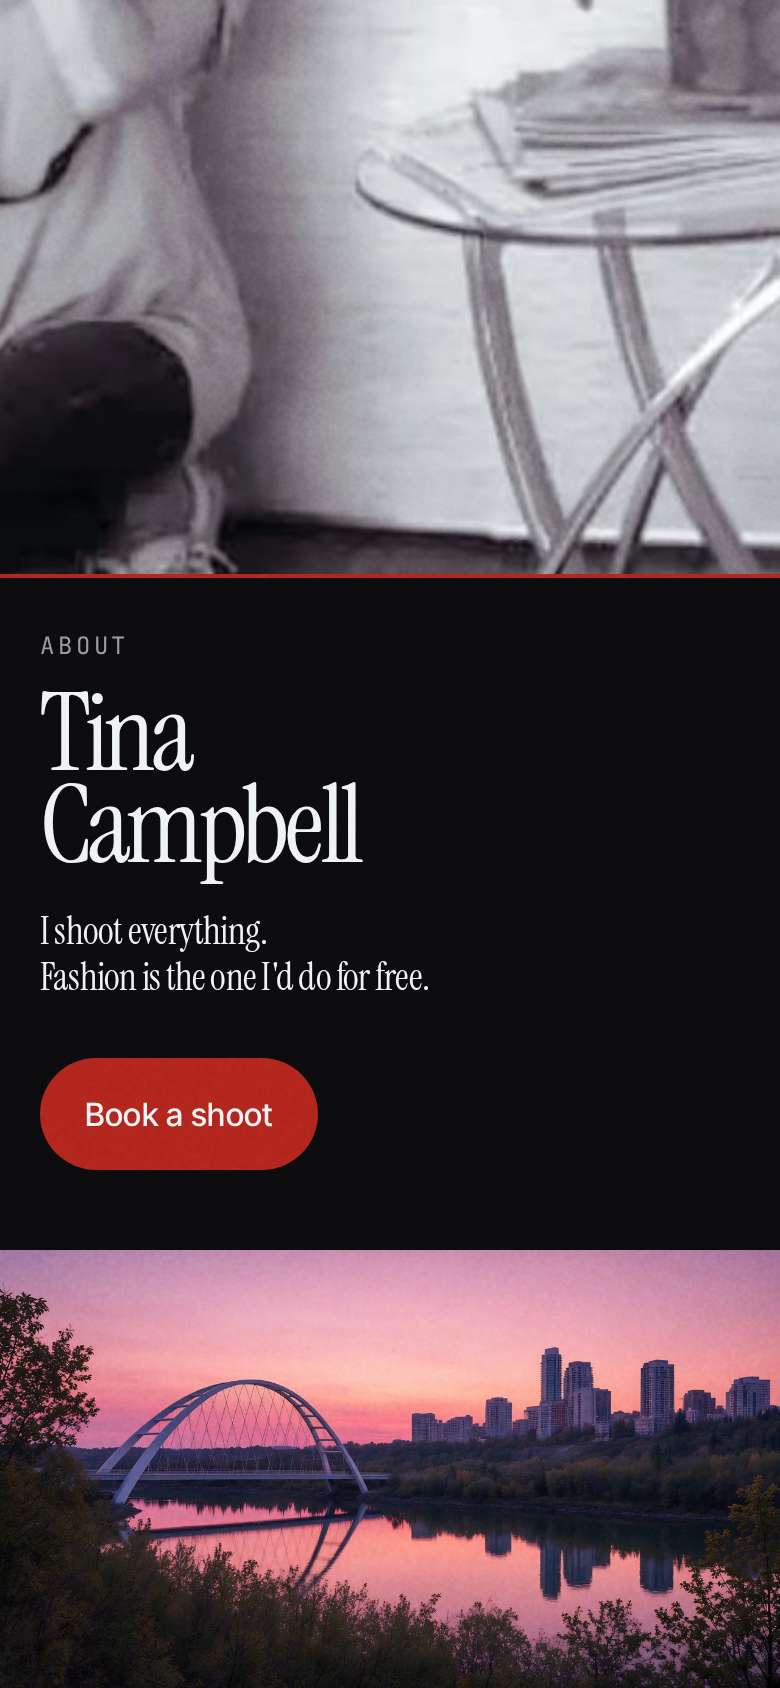 ABOUT
Tina
Campbell
I shoot everything.
Fashion is the one I'd do for free.
Book a shoot